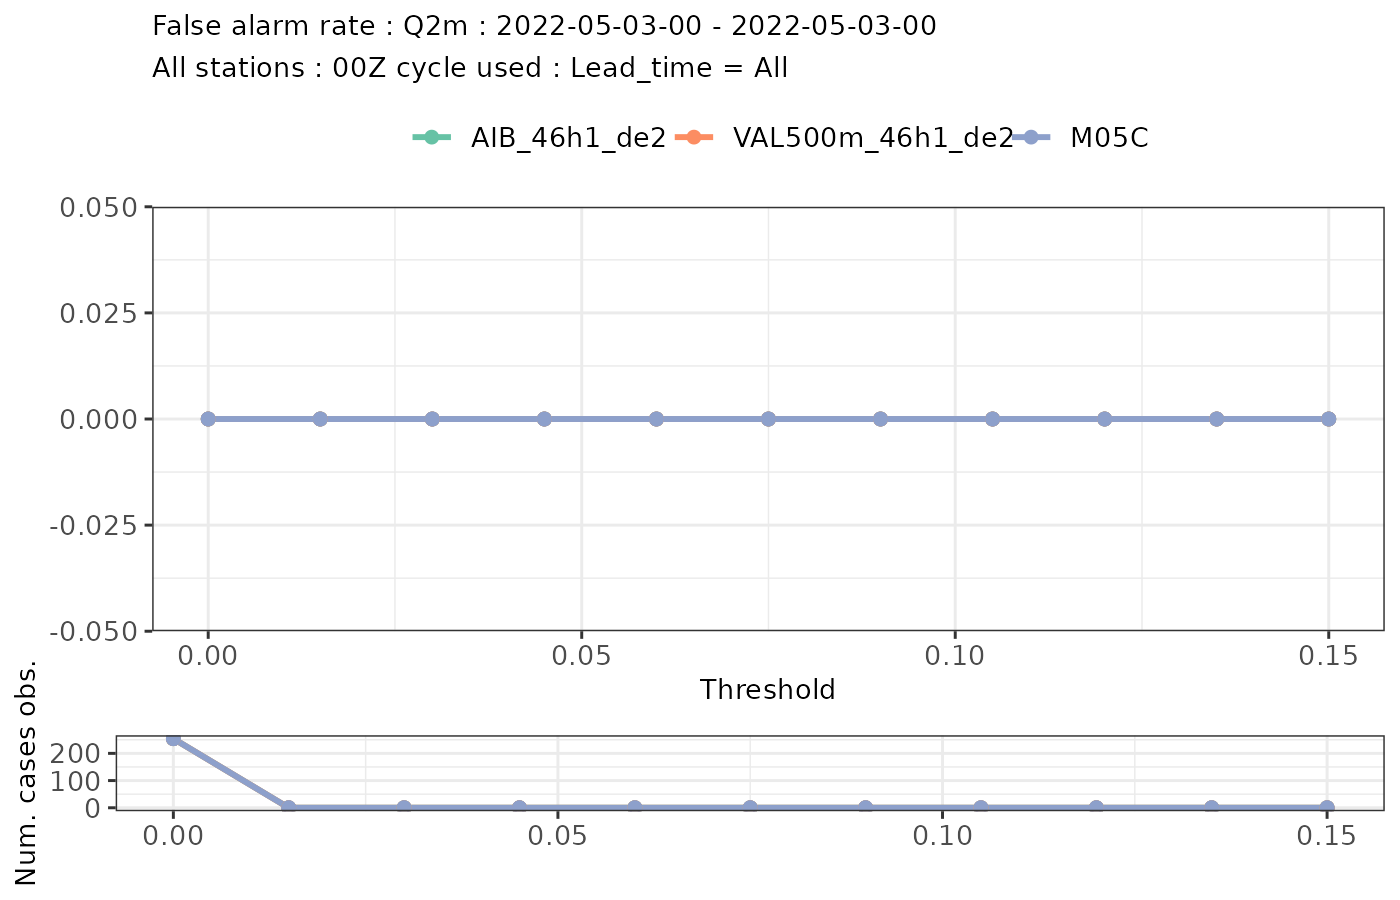 False alarm rate : Q2m : 2022-05-03-00 - 2022-05-03-00
All stations : 00Z cycle used : Lead_time = All
AIB_46h1_de2 VAL500m_46h1_de2 M05C
0.050
0.025
0.000
-0.025
-0.050
0.00 0.05 0.10 0.15
Threshold
Num. cases obs.
200
100
0
0.00 0.05 0.10 0.15